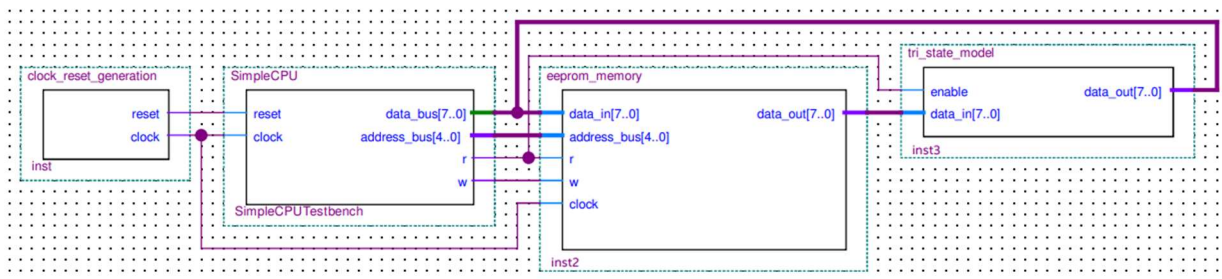 clock_reset_generation
reset
clock
inst
SimpleCPU
reset
clock
data_bus[7..0]
address_bus[4..0]
r
w
SimpleCPUTestbench
eeprom_memory
data_in[7..0]
address_bus[4..0]
r
w
clock
data_out[7..0]
inst2
tri_state_model
enable
data_in[7..0]
data_out[7..0]
inst3